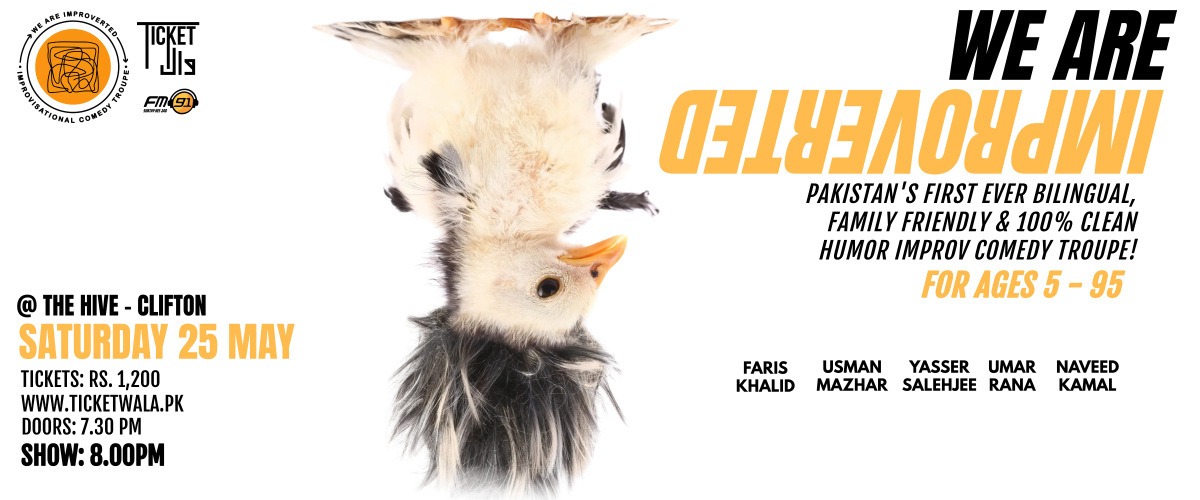 WE ARE IMPROVERTED
IMPROVISATIONAL COMEDY TROUPE
TICKET
والا
FM 91
WE ARE
IMPROVERTED
PAKISTAN'S FIRST EVER BILINGUAL,
FAMILY FRIENDLY & 100% CLEAN
HUMOR IMPROV COMEDY TROUPE!
FOR AGES 5 - 95
@ THE HIVE - CLIFTON
SATURDAY 25 MAY
TICKETS: RS. 1,200
WWW.TICKETWALA.PK
DOORS: 7.30 PM
SHOW: 8.00PM
FARIS KHALID
USMAN MAZHAR
YASSER SALEHJEE
UMAR RANA
NAVEED KAMAL